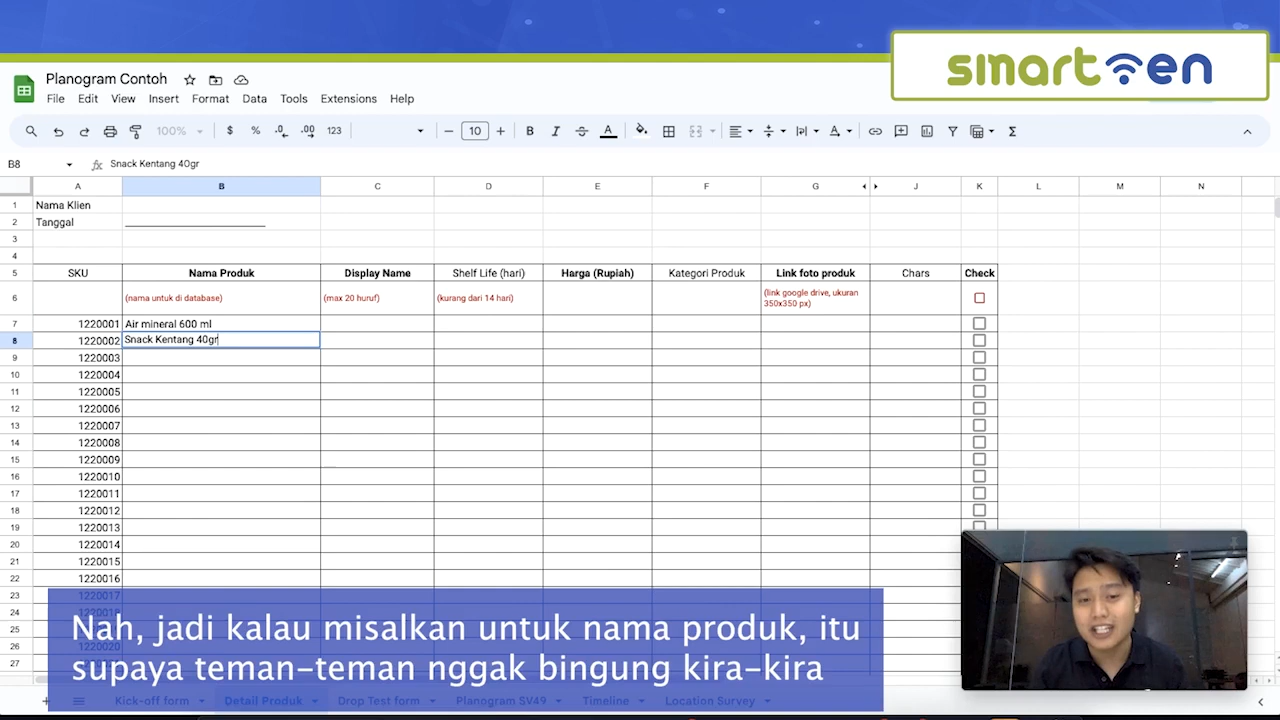 smarten
Planogram Contoh
File Edit View Insert Format Data Tools Extensions Help
100% $ % .0 .00 123 10 B I S A Σ
B8 fx Snack Kentang 40gr
A B C D E F G J K L M N
1 Nama Klien
2 Tanggal
3
4
5 SKU Nama Produk Display Name Shelf Life (hari) Harga (Rupiah) Kategori Produk Link foto produk Chars Check
6 (nama untuk di database) (max 20 huruf) (kurang dari 14 hari) (link google drive, ukuran
350x350 px)
7 1220001 Air mineral 600 ml
8 1220002 Snack Kentang 40gr
9 1220003
10 1220004
11 1220005
12 1220006
13 1220007
14 1220008
15 1220009
16 1220010
17 1220011
18 1220012
19 1220013
20 1220014
21 1220015
22 1220016
23 1220017
24 1220018
25
26 1220020
27
Nah, jadi kalau misalkan untuk nama produk, itu
supaya teman-teman nggak bingung kira-kira
Kick-off form Detail Produk Drop Test form Planogram SV49 Timeline Location Survey